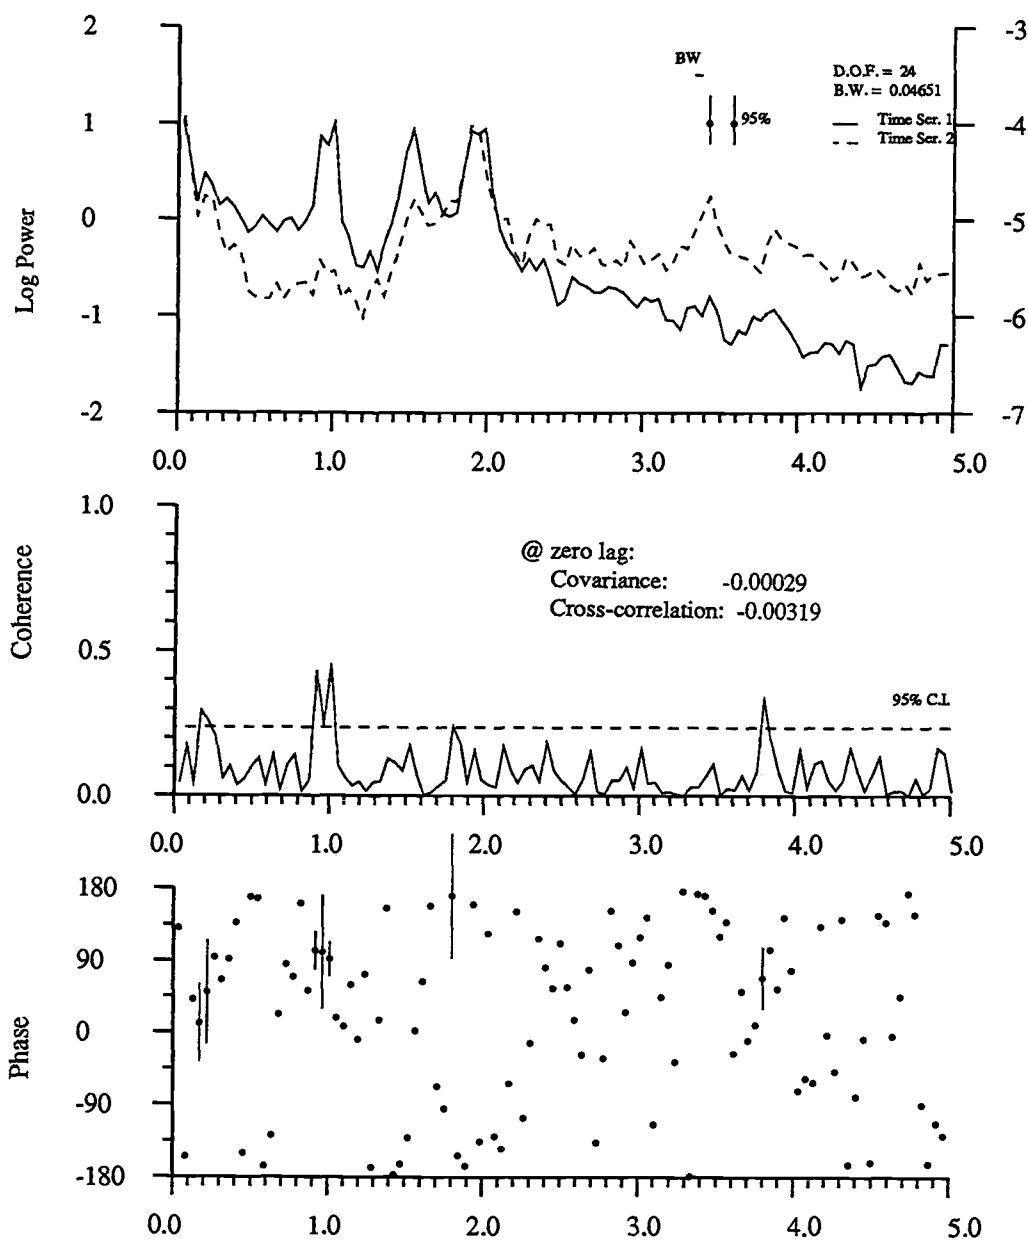 2
-3
BW
D.O.F. = 24
B.W. = 0.04651
1
95%
Time Ser. 1
-4
Time Ser. 2
Log Power
0
-5
-1
-6
-2
-7
0.0 1.0 2.0 3.0 4.0 5.0
1.0
Coherence
@ zero lag:
Covariance: -0.00029
Cross-correlation: -0.00319
0.5
95% C.I.
0.0
0.0 1.0 2.0 3.0 4.0 5.0
180
90
Phase
0
-90
-180
0.0 1.0 2.0 3.0 4.0 5.0